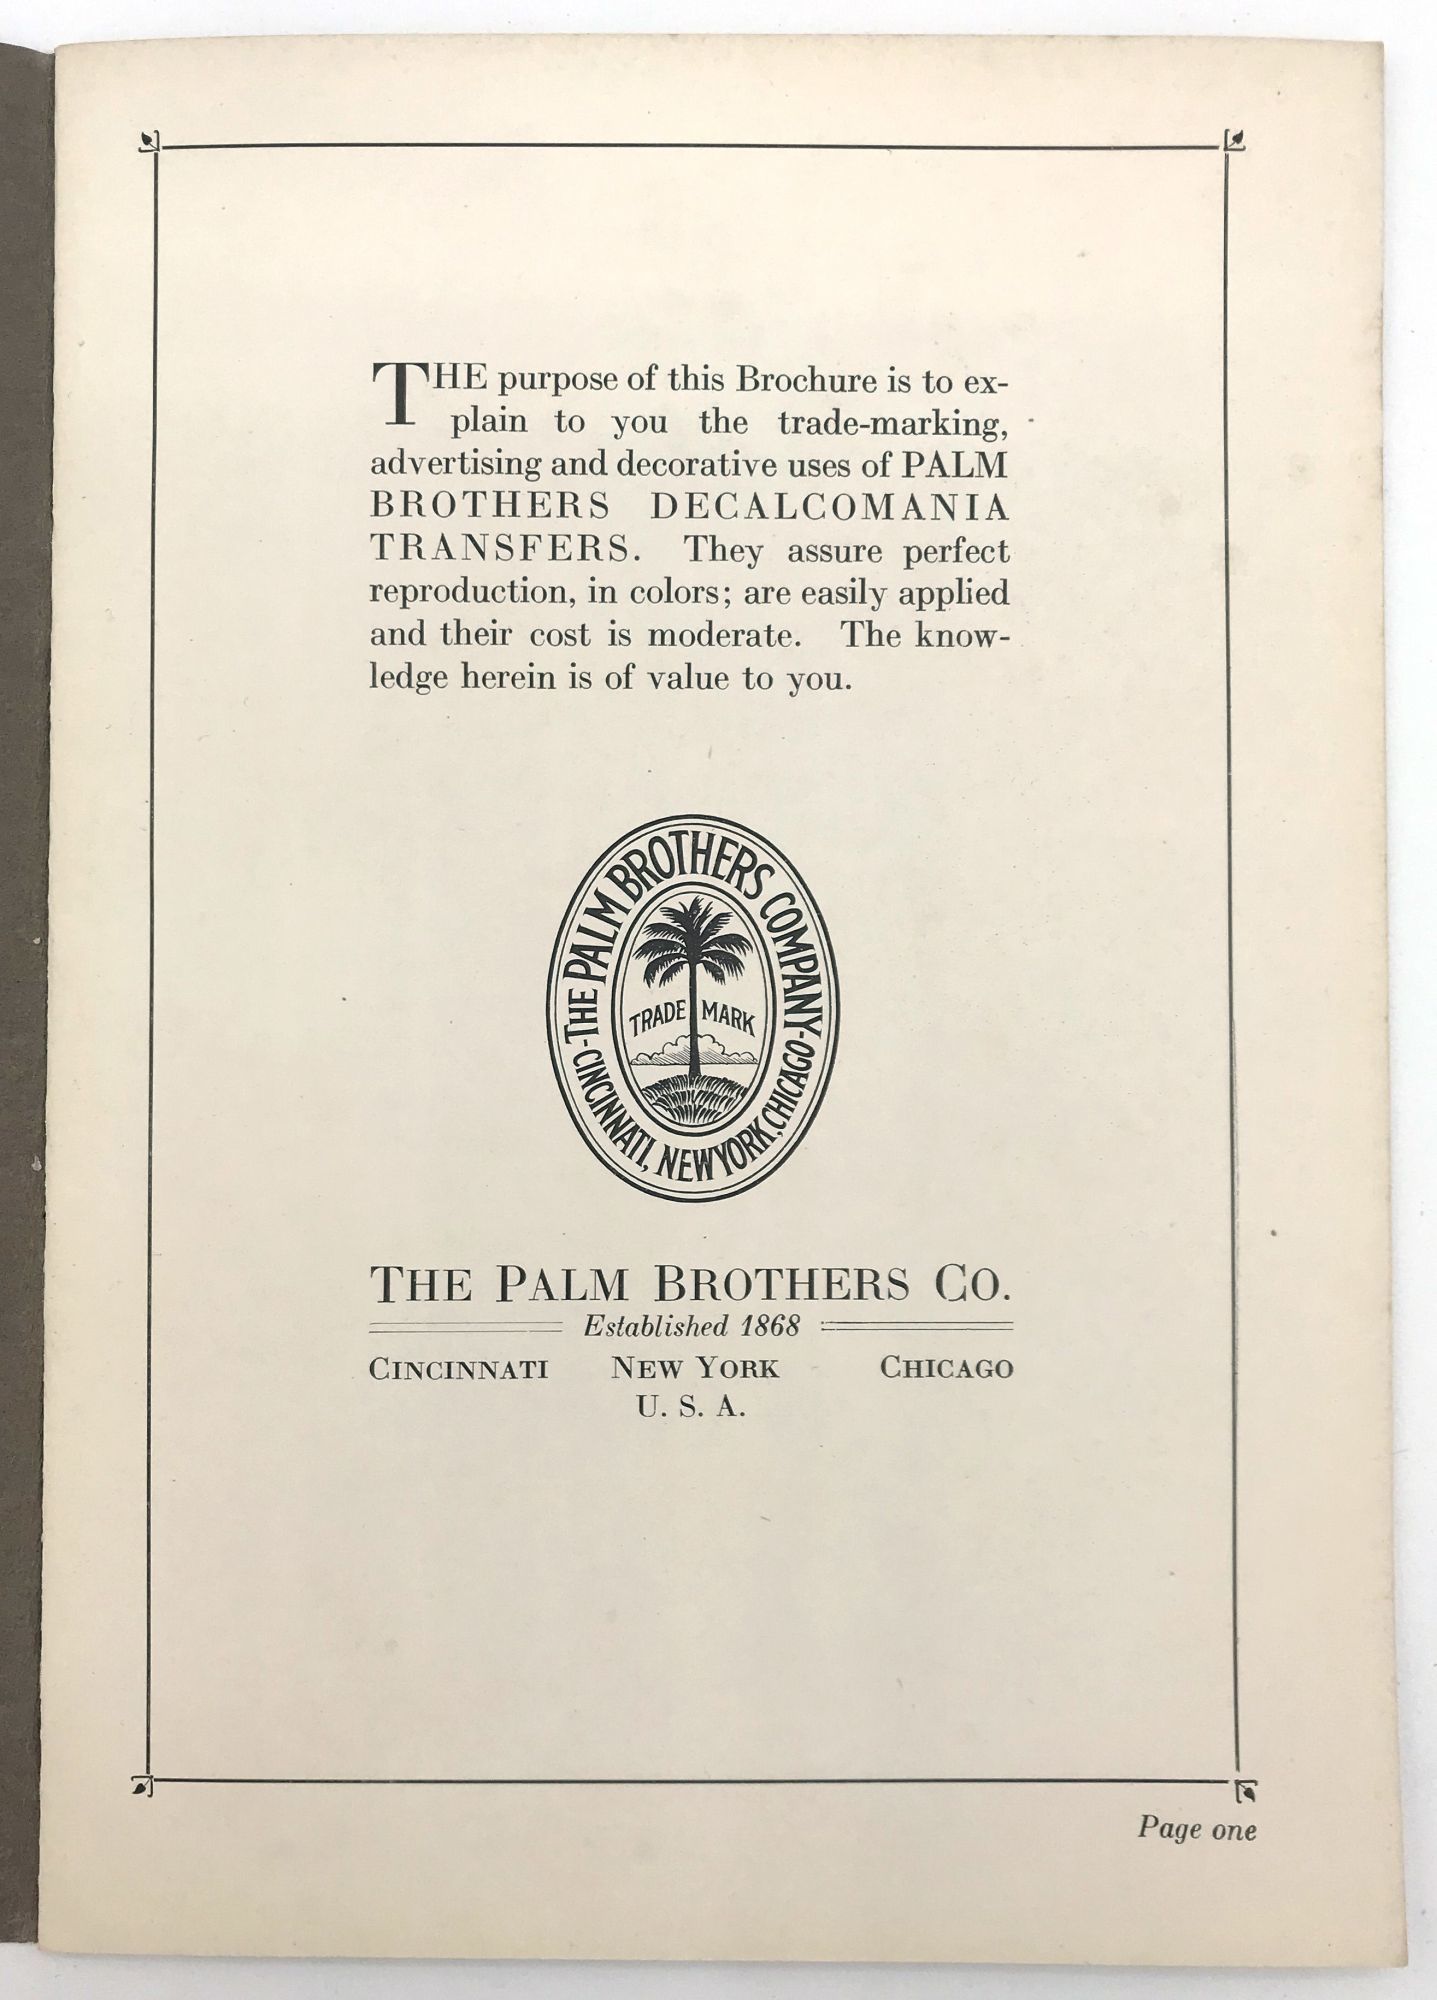 THE purpose of this Brochure is to ex-
plain to you the trade-marking,
advertising and decorative uses of PALM
BROTHERS DECALCOMANIA
TRANSFERS. They assure perfect
reproduction, in colors; are easily applied
and their cost is moderate. The know-
ledge herein is of value to you.
-THE PALM BROTHERS COMPANY-
CINCINNATI, NEW YORK, CHICAGO
TRADE MARK
THE PALM BROTHERS CO.
Established 1868
CINCINNATI NEW YORK CHICAGO
U. S. A.
Page one